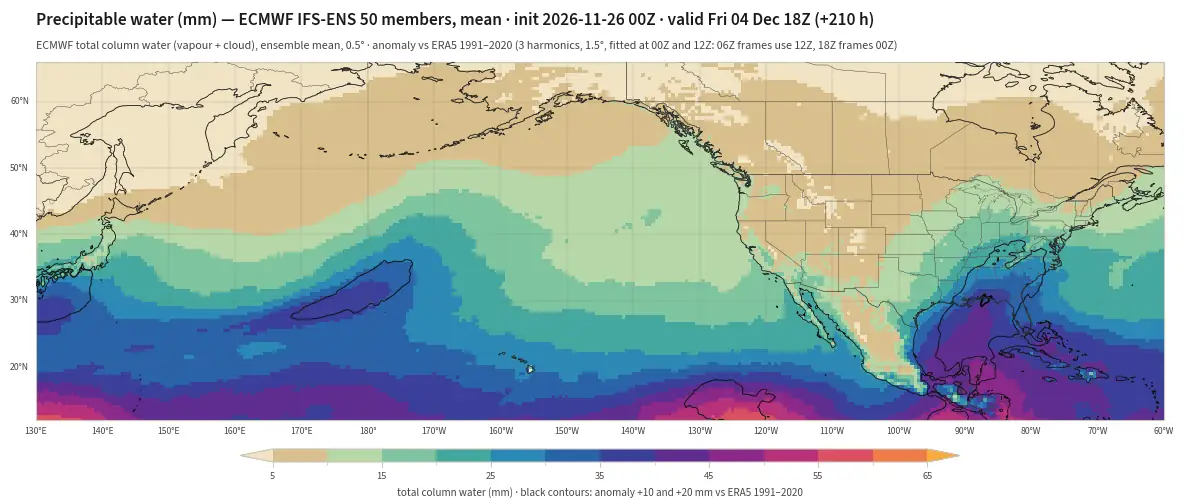 Precipitable water (mm) — ECMWF IFS-ENS 50 members, mean · init 2026-11-26 00Z · valid Fri 04 Dec 18Z (+210 h)
ECMWF total column water (vapour + cloud), ensemble mean, 0.5° · anomaly vs ERA5 1991–2020 (3 harmonics, 1.5°, fitted at 00Z and 12Z: 06Z frames use 12Z, 18Z frames 00Z)
60°N
50°N
40°N
30°N
20°N
130°E 140°E 150°E 160°E 170°E 180° 170°W 160°W 150°W 140°W 130°W 120°W 110°W 100°W 90°W 80°W 70°W 60°W
5 15 25 35 45 55 65
total column water (mm) · black contours: anomaly +10 and +20 mm vs ERA5 1991–2020